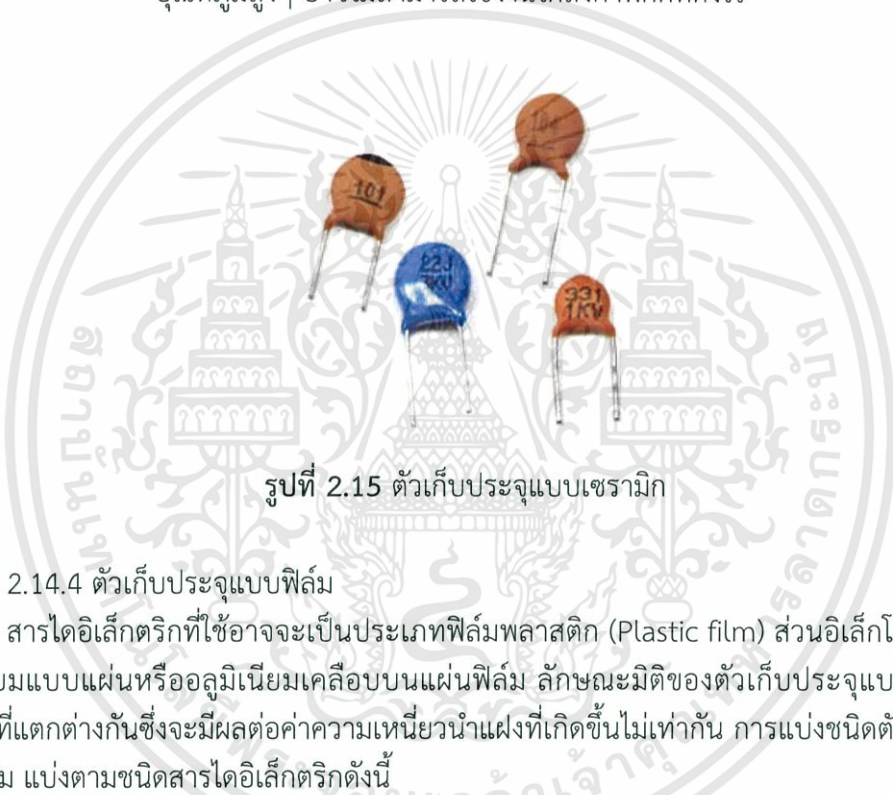 101
104
22J
3KV
331
1KV
รูปที่ 2.15 ตัวเก็บประจุแบบเซรามิก
2.14.4 ตัวเก็บประจุแบบฟิล์ม
สารไดอิเล็กตริกที่ใช้อาจจะเป็นประเภทฟิล์มพลาสติก (Plastic film) ส่วนอิเล็กโ
ยมแบบแผ่นหรืออลูมิเนียมเคลือบบนแผ่นฟิล์ม ลักษณะมิติของตัวเก็บประจุแบ
ที่แตกต่างกันซึ่งจะมีผลต่อค่าความเหนี่ยวนำแฝงที่เกิดขึ้นไม่เท่ากัน การแบ่งชนิดตั
ม แบ่งตามชนิดสารไดอิเล็กตริกดังนี้